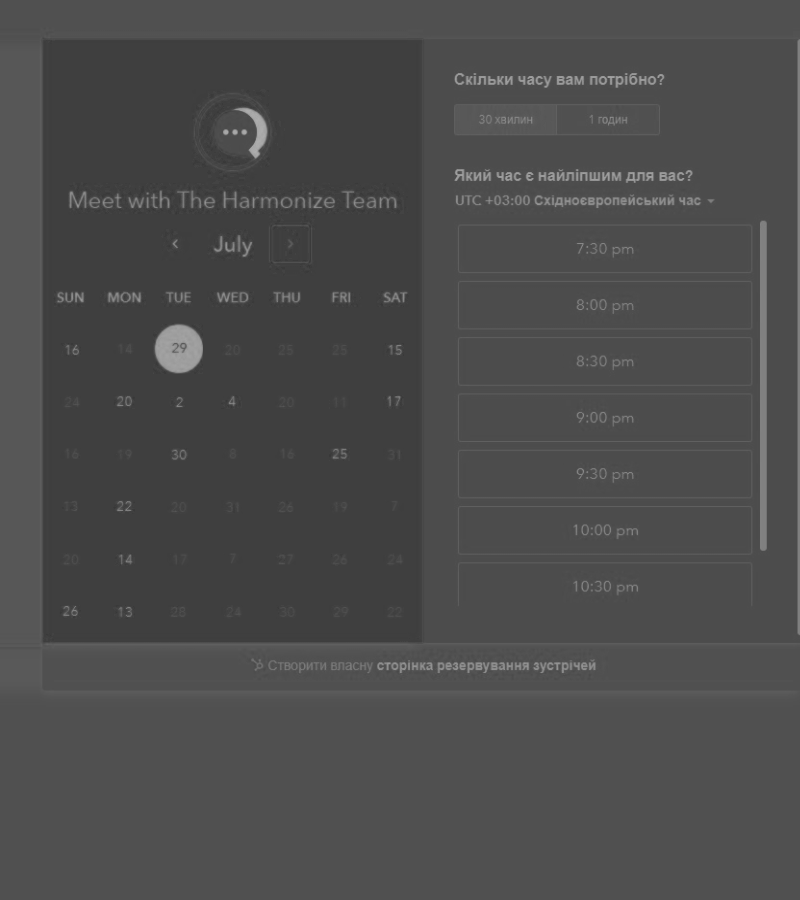 Meet with The Harmonize Team
July
SUN MON TUE WED THU FRI SAT
16 14 29 20 25 25 15
24 20 2 4 20 11 17
16 19 30 8 16 25 31
13 22 20 31 26 19 7
20 14 17 7 27 26 24
26 13 28 24 30 29 22
Скільки часу вам потрібно?
30 хвилин 1 годин
Який час є найліпшим для вас?
UTC +03:00 Східноєвропейський час
7:30 pm
8:00 pm
8:30 pm
9:00 pm
9:30 pm
10:00 pm
10:30 pm
Створити власну сторінка резервування зустрічей